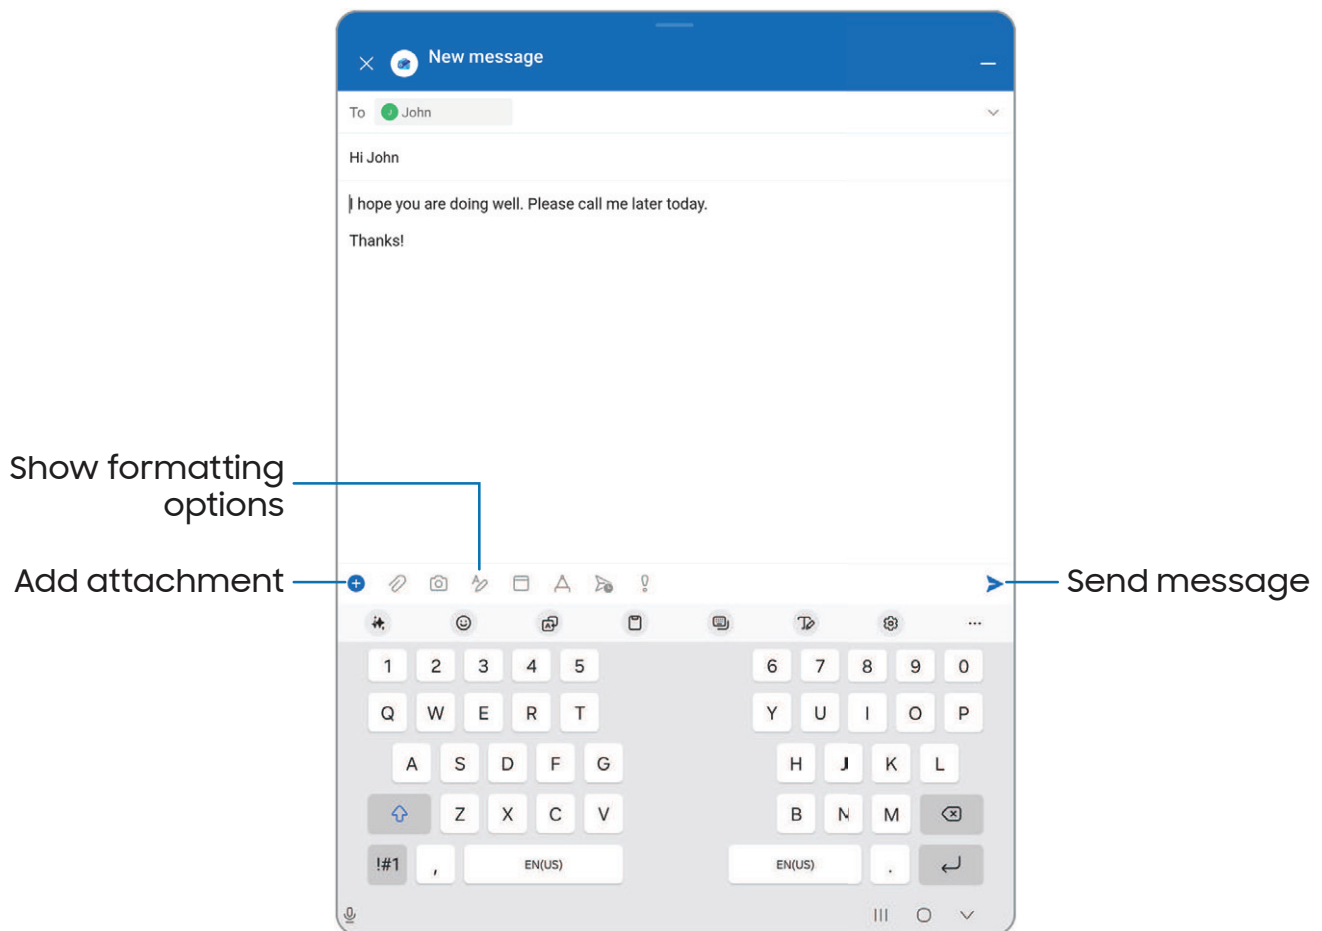 New message
To John
Hi John
I hope you are doing well. Please call me later today.
Thanks!
Show formatting
options
Add attachment
Send message
1 2 3 4 5 6 7 8 9 0
Q W E R T Y U I O P
A S D F G H J K L
Z X C V B N M
!#1 , EN(US) EN(US) .